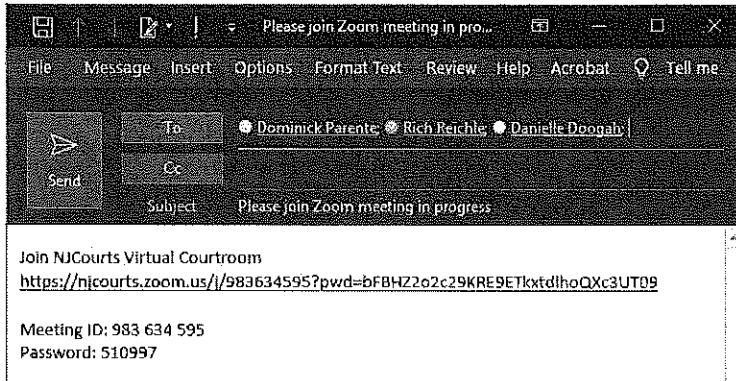 Please join Zoom meeting in pro...
File Message Insert Options Format Text Review Help Acrobat Tell me
To Dominick Parente; Rich Reichle; Danielle Doogah;
Send
Cc
Subject Please join Zoom meeting in progress
Join NJCourts Virtual Courtroom
https://njcourts.zoom.us/j/983634595?pwd=bFBHZ2o2c29KRE9ETkxtdlhoQXc3UT09
Meeting ID: 983 634 595
Password: 510997